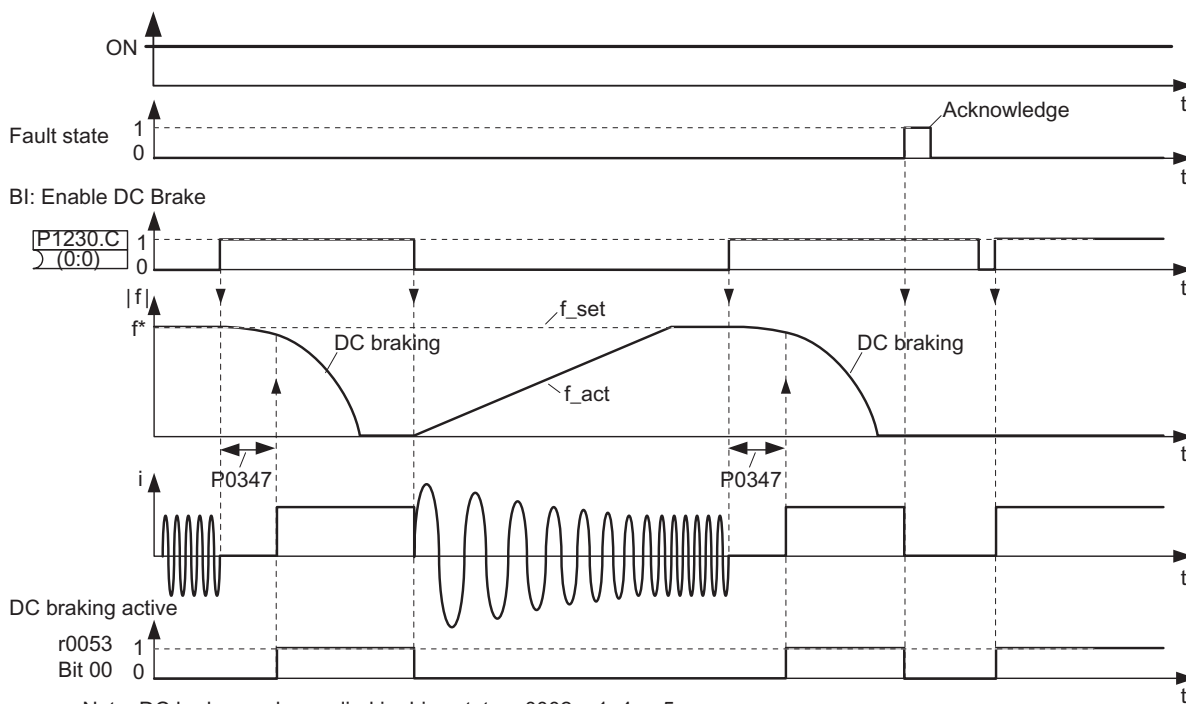 ON
t
Acknowledge
Fault state
1
0
t
BI: Enable DC Brake
P1230.C
(0:0)
1
0
t
|f|
f*
f_set
DC braking
DC braking
f_act
t
P0347
P0347
i
t
DC braking active
r0053
Bit 00
1
0
t